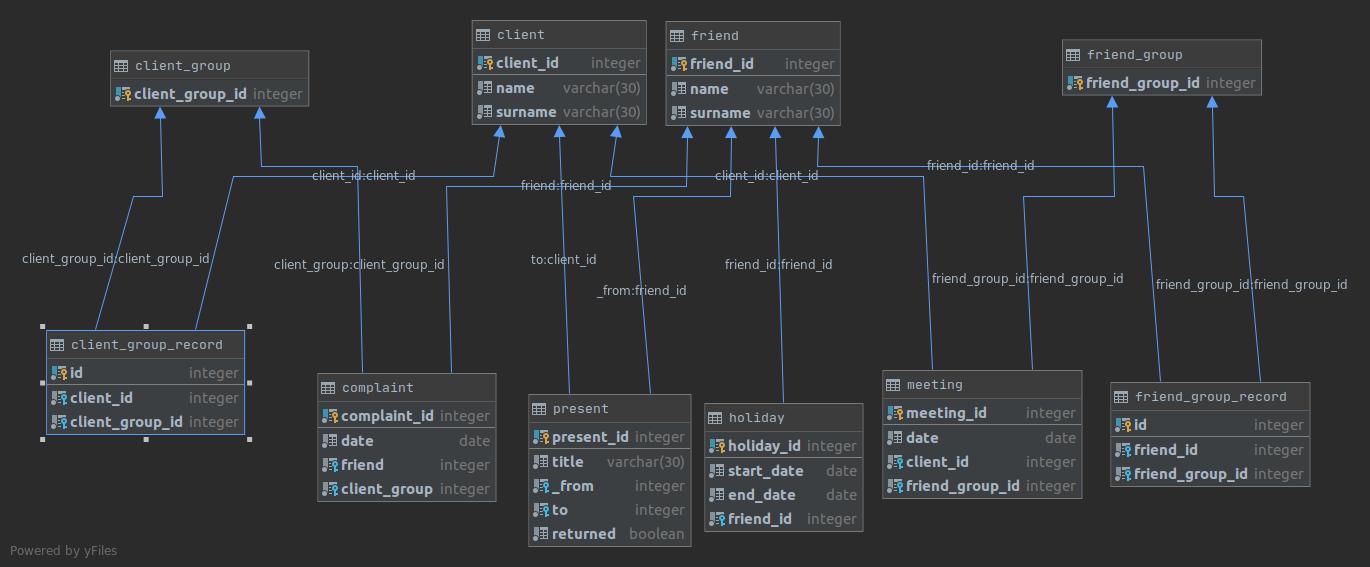 client_group
client_group_id integer
client
client_id integer
name varchar(30)
surname varchar(30)
friend
friend_id integer
name varchar(30)
surname varchar(30)
friend_group
friend_group_id integer
client_id:client_id
friend:friend_id
client_id:client_id
friend_id:friend_id
client_group_id:client_group_id
client_group:client_group_id
to:client_id
_from:friend_id
friend_id:friend_id
friend_group_id:friend_group_id
friend_group_id:friend_group_id
client_group_record
id integer
client_id integer
client_group_id integer
complaint
complaint_id integer
date date
friend integer
client_group integer
present
present_id integer
title varchar(30)
_from integer
to integer
returned boolean
holiday
holiday_id integer
start_date date
end_date date
friend_id integer
meeting
meeting_id integer
date date
client_id integer
friend_group_id integer
friend_group_record
id integer
friend_id integer
friend_group_id integer
Powered by yFiles